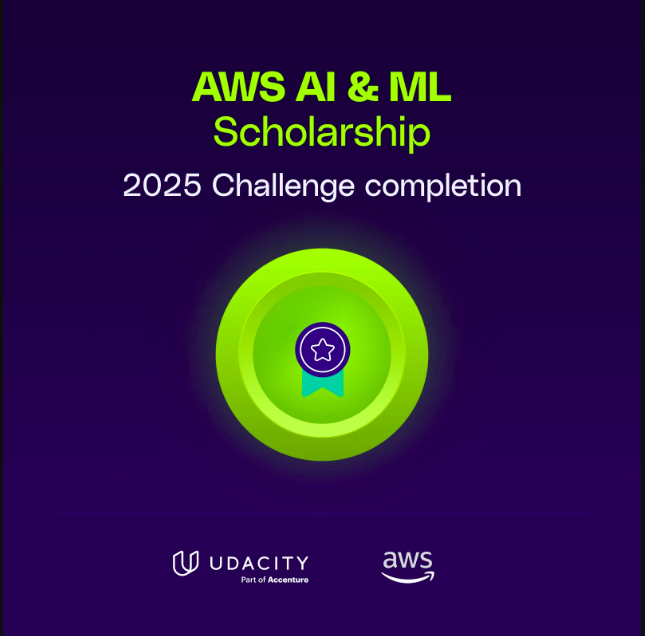 AWS AI & ML
Scholarship
2025 Challenge completion
UDACITY
Part of Accenture
aws